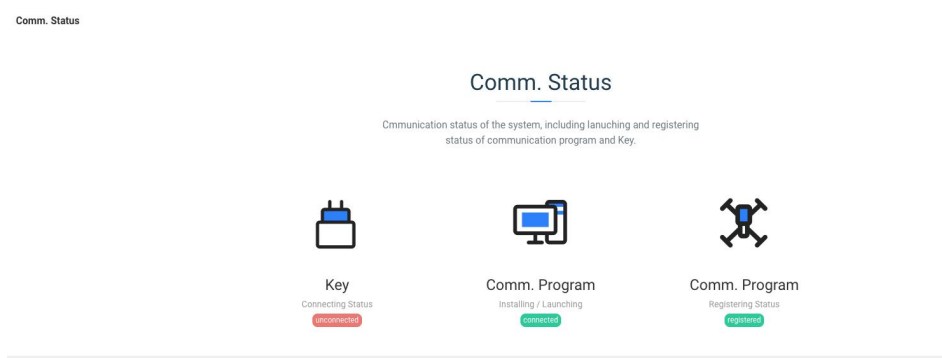 Comm. Status
Comm. Status
Cmmunication status of the system, including lanuching and registering
status of communication program and Key.
Key
Connecting Status
unconnected
Comm. Program
Installing / Launching
connected
Comm. Program
Registering Status
registered